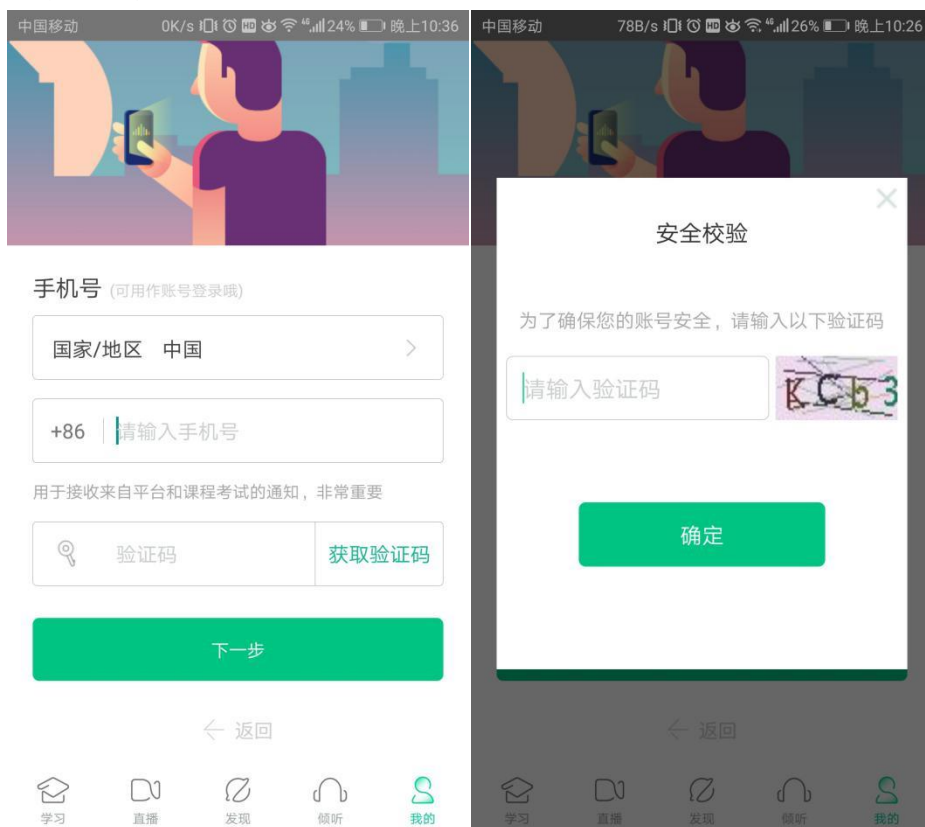 中国移动 0K/s HD 4G 24% 晚上10:36
手机号 (可用作账号登录哦)
国家/地区 中国
+86 请输入手机号
用于接收来自平台和课程考试的通知，非常重要
验证码 获取验证码
下一步
返回
学习 直播 发现 倾听 我的
中国移动 78B/s HD 4G 26% 晚上10:26
安全校验
为了确保您的账号安全，请输入以下验证码
请输入验证码 KCb3
确定
返回
学习 直播 发现 倾听 我的